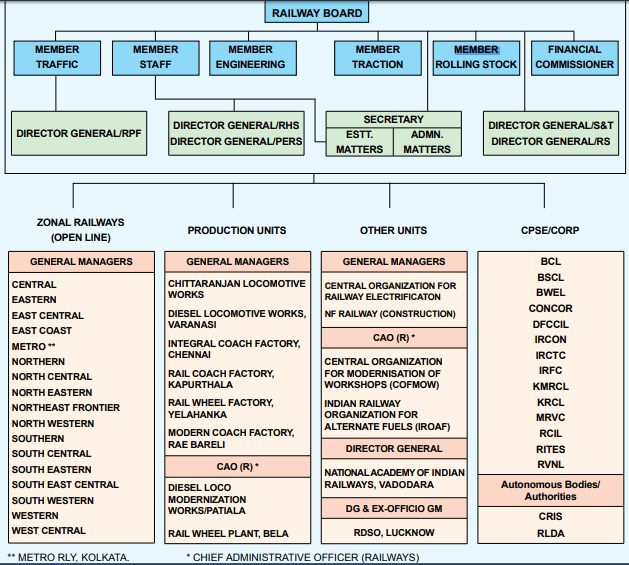 RAILWAY BOARD
MEMBER
TRAFFIC
MEMBER
STAFF
MEMBER
ENGINEERING
MEMBER
TRACTION
MEMBER
ROLLING STOCK
FINANCIAL
COMMISSIONER
DIRECTOR GENERAL/RPF
DIRECTOR GENERAL/RHS
DIRECTOR GENERAL/PERS
SECRETARY
ESTT.
MATTERS
ADMN.
MATTERS
DIRECTOR GENERAL/S&T
DIRECTOR GENERAL/RS
ZONAL RAILWAYS
(OPEN LINE)
GENERAL MANAGERS
CENTRAL
EASTERN
EAST CENTRAL
EAST COAST
METRO **
NORTHERN
NORTH CENTRAL
NORTH EASTERN
NORTHEAST FRONTIER
NORTH WESTERN
SOUTHERN
SOUTH CENTRAL
SOUTH EASTERN
SOUTH EAST CENTRAL
SOUTH WESTERN
WESTERN
WEST CENTRAL
PRODUCTION UNITS
GENERAL MANAGERS
CHITTARANJAN LOCOMOTIVE
WORKS
DIESEL LOCOMOTIVE WORKS,
VARANASI
INTEGRAL COACH FACTORY,
CHENNAI
RAIL COACH FACTORY,
KAPURTHALA
RAIL WHEEL FACTORY,
YELAHANKA
MODERN COACH FACTORY,
RAE BARELI
CAO (R) *
DIESEL LOCO
MODERNIZATION
WORKS/PATIALA
RAIL WHEEL PLANT, BELA
OTHER UNITS
GENERAL MANAGERS
CENTRAL ORGANIZATION FOR
RAILWAY ELECTRIFICATON
NF RAILWAY (CONSTRUCTION)
CAO (R) *
CENTRAL ORGANIZATION
FOR MODERNISATION OF
WORKSHOPS (COFMOW)
INDIAN RAILWAY
ORGANIZATION FOR
ALTERNATE FUELS (IROAF)
DIRECTOR GENERAL
NATIONAL ACADEMY OF INDIAN
RAILWAYS, VADODARA
DG & EX-OFFICIO GM
RDSO, LUCKNOW
CPSE/CORP
BCL
BSCL
BWEL
CONCOR
DFCCIL
IRCON
IRCTC
IRFC
KMRCL
KRCL
MRVC
RCIL
RITES
RVNL
Autonomous Bodies/
Authorities
CRIS
RLDA
** METRO RLY, KOLKATA.
* CHIEF ADMINISTRATIVE OFFICER (RAILWAYS)